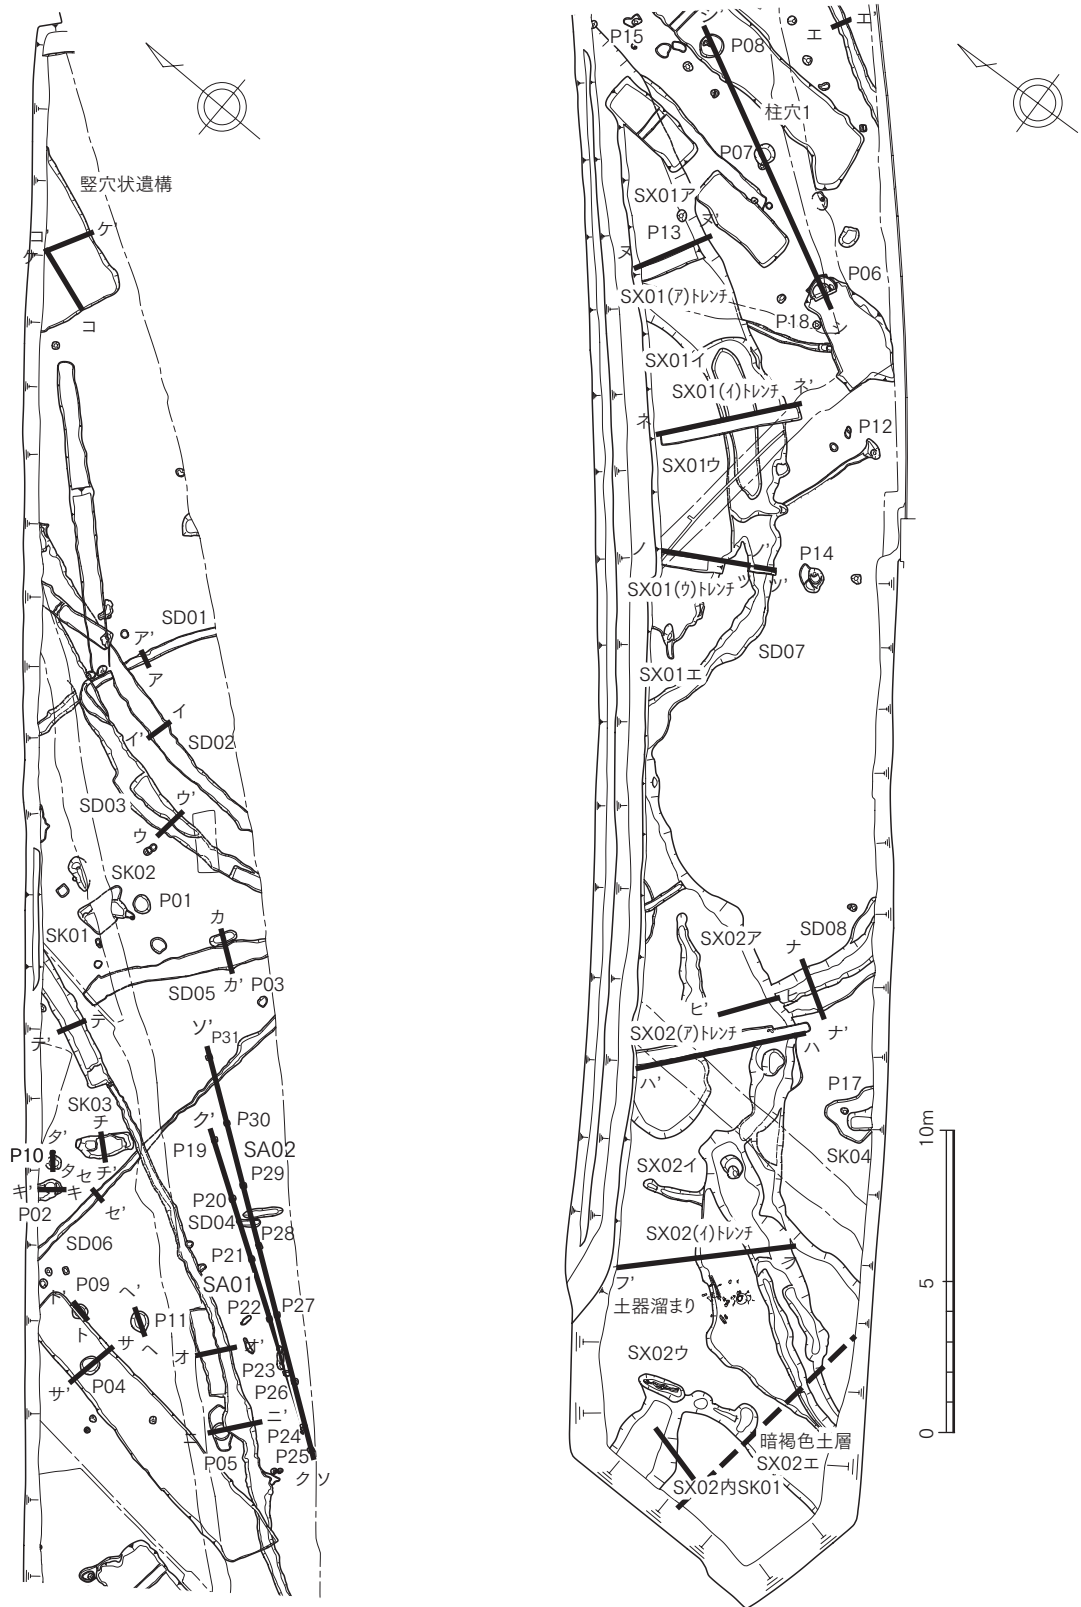 竪穴状遺構
コ
ケ
ケ'
コ
SD01
ア'
ア
イ
イ'
SD02
SD03
ウ'
ウ
SK02
P01
SK01
カ
カ'
P03
SD05
テ
テ'
ソ'
P31
SK03
チ
ク'
P30
P19
SA02
タ'
P10
タ
セ
チ'
P29
キ'
キ
P20
P02
セ'
SD04
P28
SD06
P21
SA01
P09
ヘ'
P22
P27
ト'
ト
サ
ヘ
P11
オ
オ'
P23
サ'
P04
P26
ニ
ニ'
P24
P05
P25
ク
ソ
P15
シ'
P08
エ
エ'
柱穴1
P07
SX01ア
ヌ'
P13
ヌ
P06
SX01(ア)トレンチ
P18
シ
SX01イ
SX01(イ)トレンチ
ネ'
ネ
P12
SX01ウ
ノ
ノ'
P14
SX01(ウ)トレンチ
ツ
ツ'
SX01エ
SD07
SX02ア
SD08
ナ
ヒ'
SX02(ア)トレンチ
ハ
ナ'
ハ'
P17
10m
SX02イ
SK04
SX02(イ)トレンチ
フ
フ'
5
土器溜まり
SX02ウ
0
暗褐色土層
SX02エ
SX02内SK01